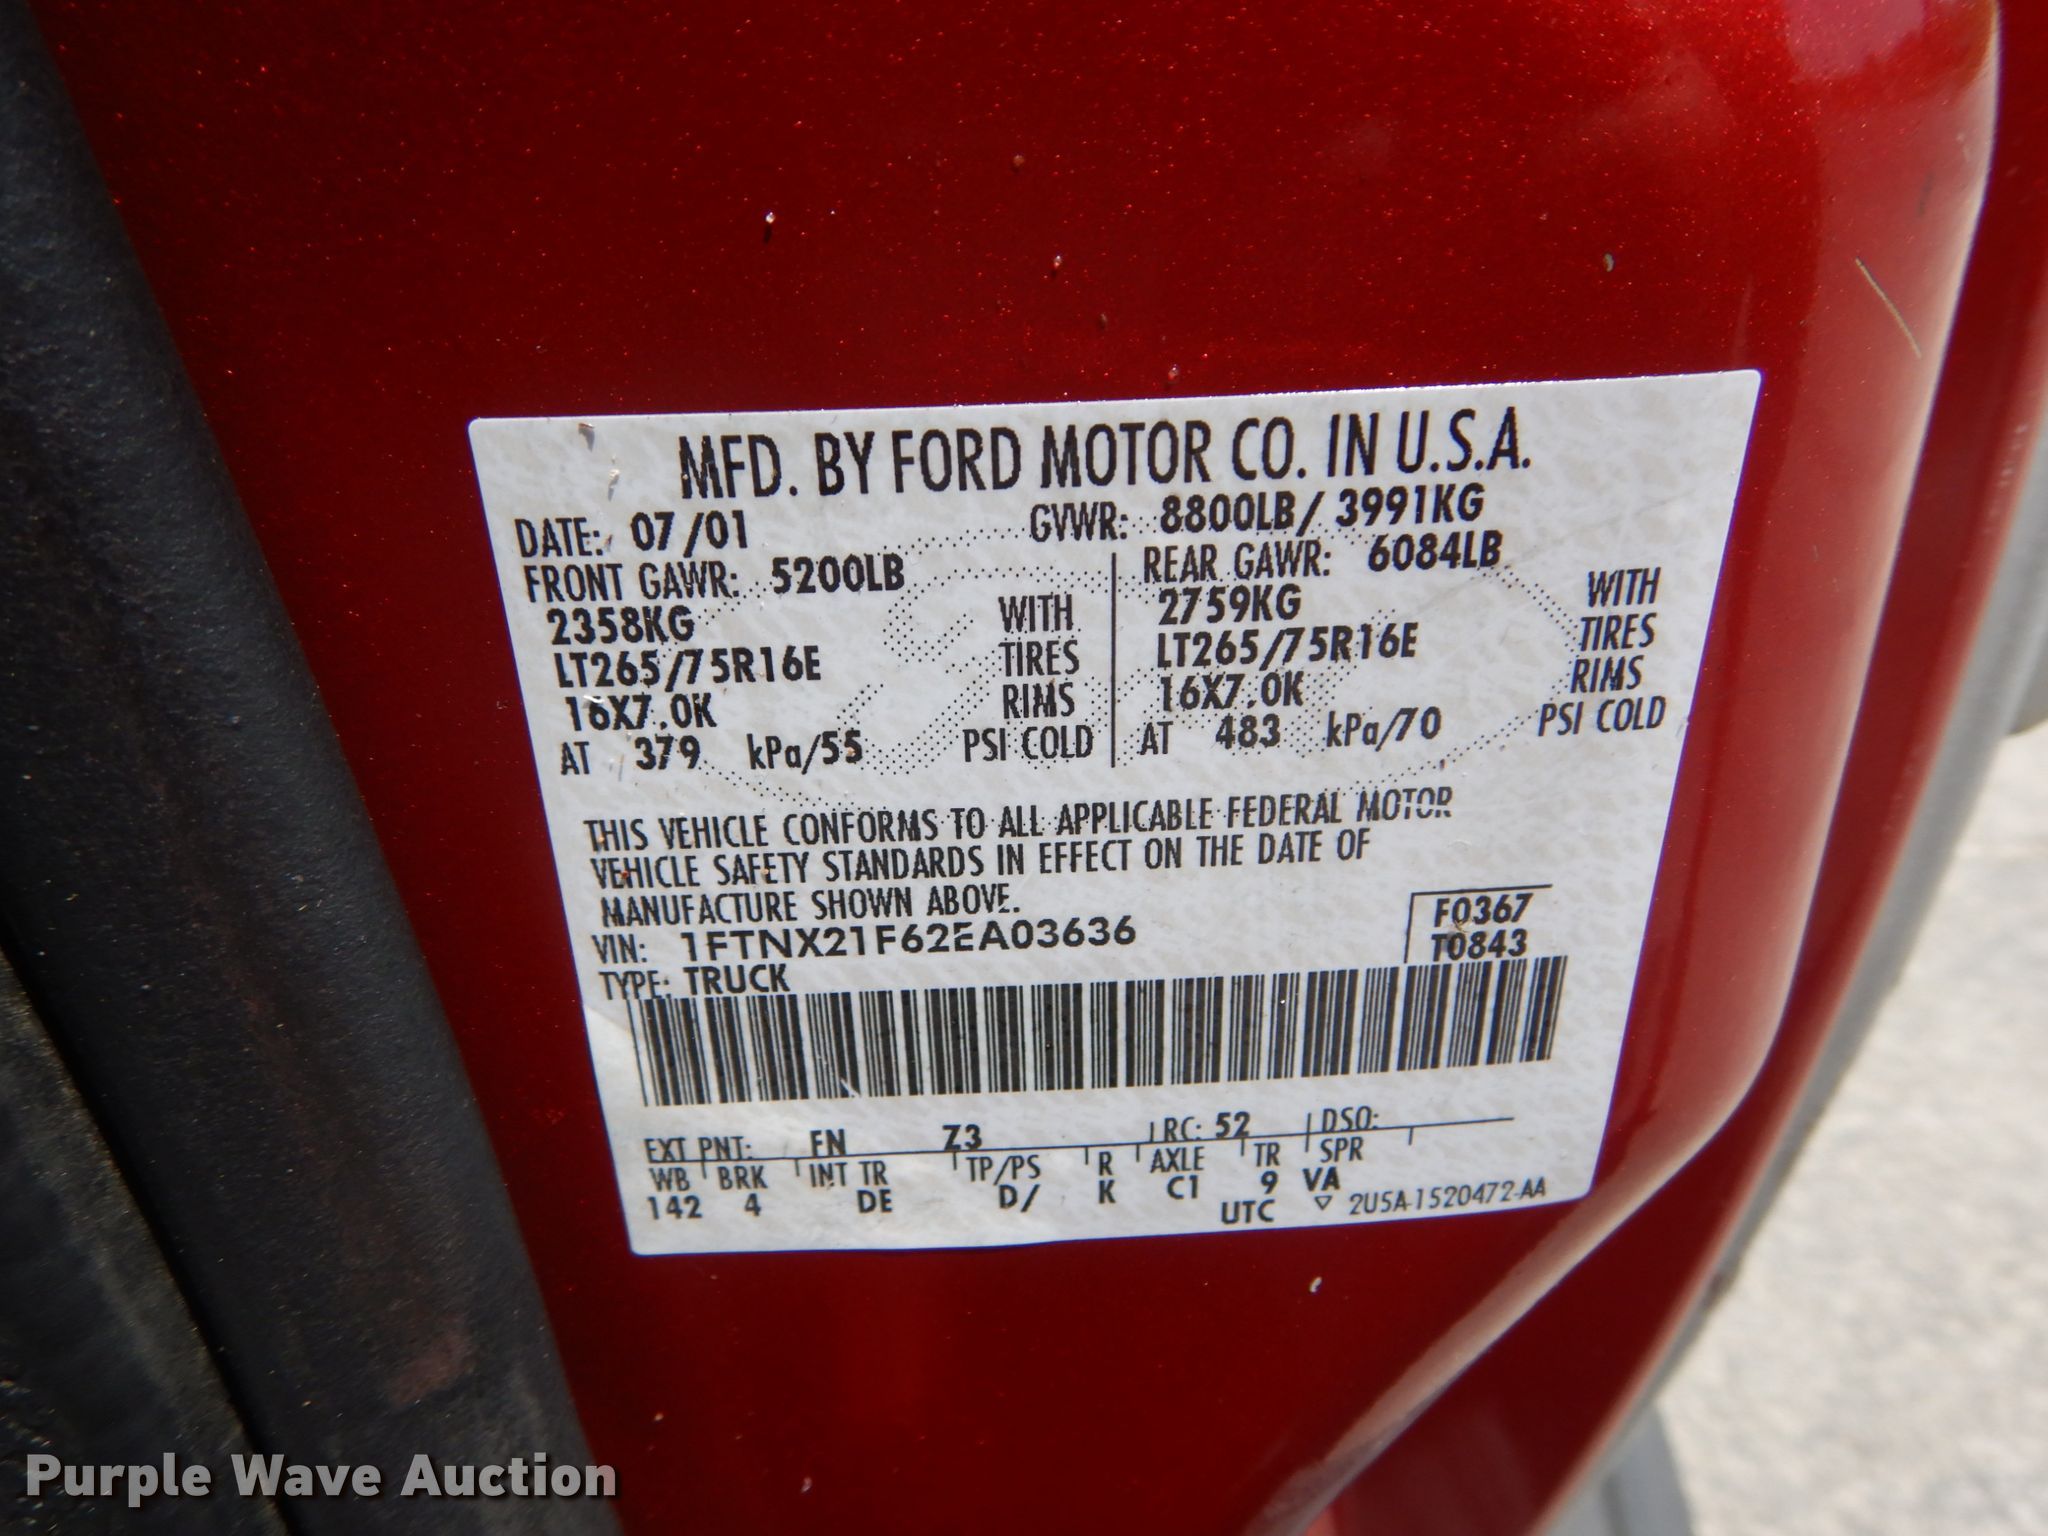 MFD. BY FORD MOTOR CO. IN U.S.A.
DATE: 07/01 GVWR: 8800LB/ 3991KG
FRONT GAWR: 5200LB REAR GAWR: 6084LB
2358KG WITH 2759KG WITH
LT265/75R16E TIRES LT265/75R16E TIRES
16X7.0K RIMS 16X7.0K RIMS
AT 379 kPa/55 PSI COLD AT 483 kPa/70 PSI COLD
THIS VEHICLE CONFORMS TO ALL APPLICABLE FEDERAL MOTOR
VEHICLE SAFETY STANDARDS IN EFFECT ON THE DATE OF
MANUFACTURE SHOWN ABOVE.
VIN: 1FTNX21F62EA03636 F0367
TYPE: TRUCK T0843
EXT PNT: FN Z3 RC: 52 DSO:
WB BRK INT TR TP/PS R AXLE TR SPR
142 4 DE D/ K C1 9 VA
UTC ▽ 2U5A-1520472-AA
Purple Wave Auction